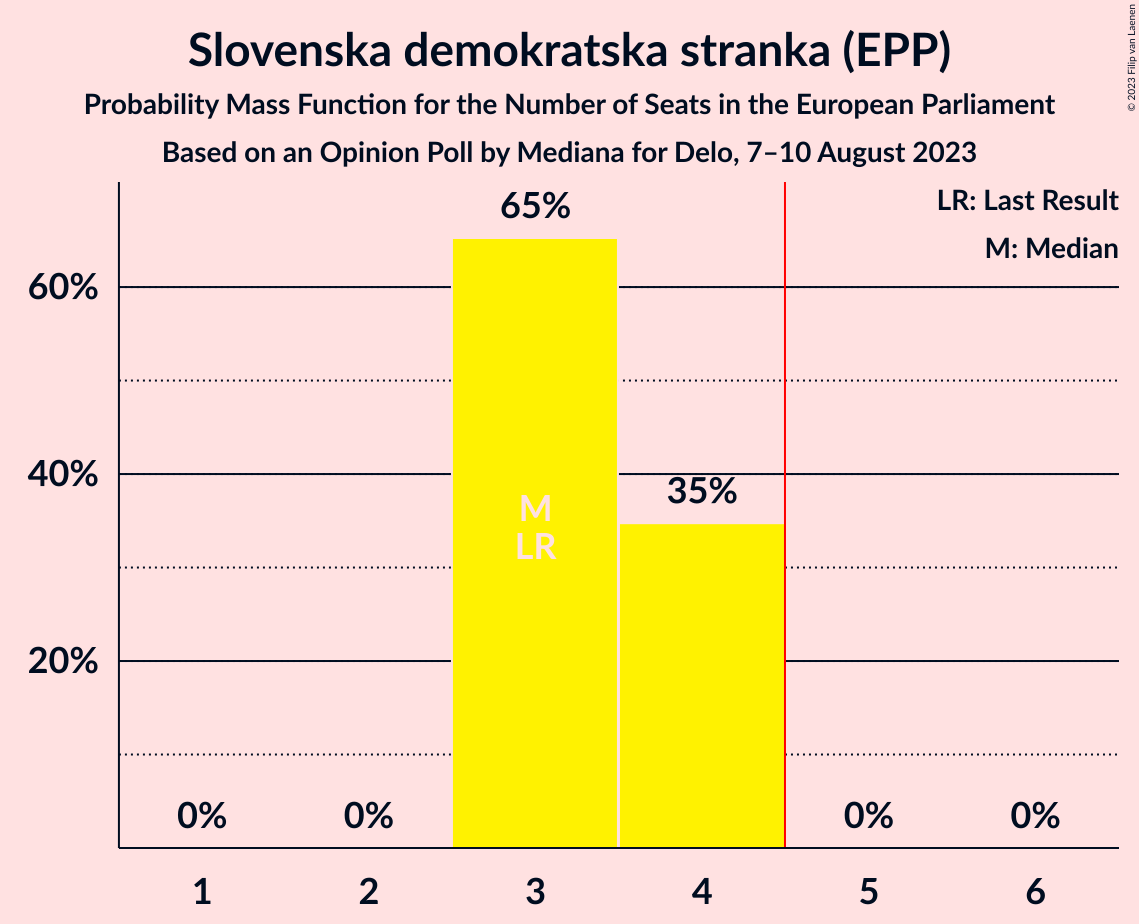 Slovenska demokratska stranka (EPP)
Probability Mass Function for the Number of Seats in the European Parliament
Based on an Opinion Poll by Mediana for Delo, 7–10 August 2023
© 2023 Filip van Laenen
LR: Last Result
M: Median
65%
60%
40%
35%
M
LR
20%
0% 0% 0% 0%
1 2 3 4 5 6